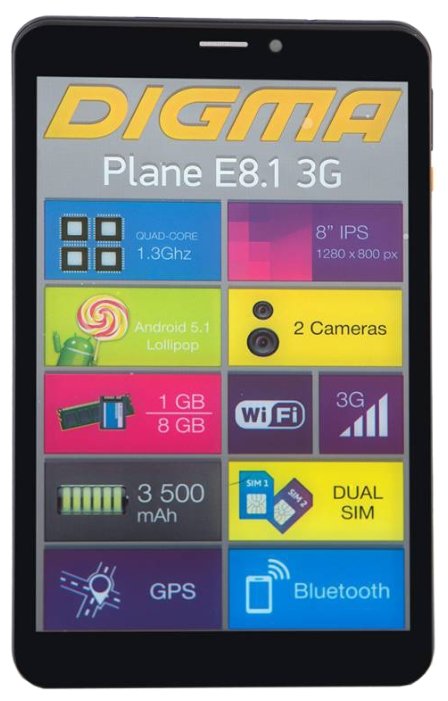 DIGMA
Plane E8.1 3G
QUAD-CORE
1.3Ghz
8" IPS
1280 x 800 px
Android 5.1
Lollipop
2 Cameras
1 GB
8 GB
WiFi
3G
3 500
mAh
SIM 1
SIM 2
DUAL
SIM
GPS
Bluetooth